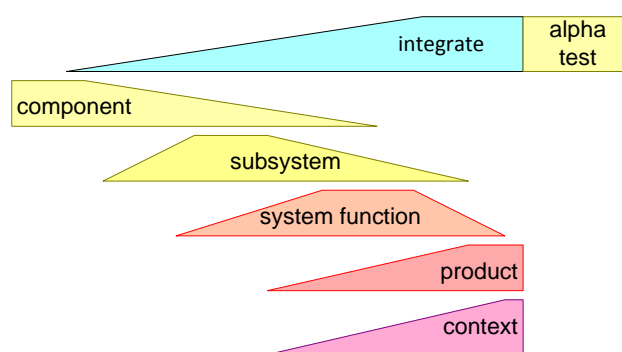 integrate
alpha
test
component
subsystem
system function
product
context